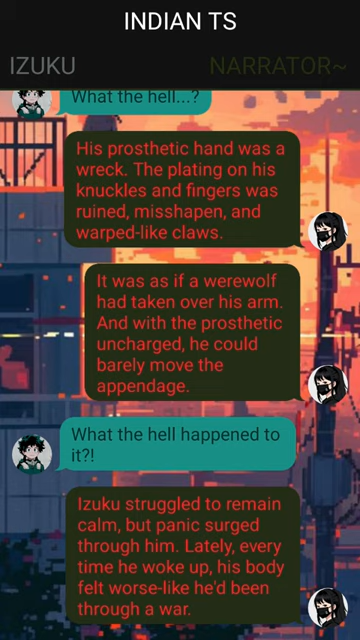 INDIAN TS
IZUKU
NARRATOR~
What the hell...?
His prosthetic hand was a
wreck. The plating on his
knuckles and fingers was
ruined, misshapen, and
warped-like claws.
It was as if a werewolf
had taken over his arm.
And with the prosthetic
uncharged, he could
barely move the
appendage.
What the hell happened to
it?!
Izuku struggled to remain
calm, but panic surged
through him. Lately, every
time he woke up, his body
felt worse-like he'd been
through a war.